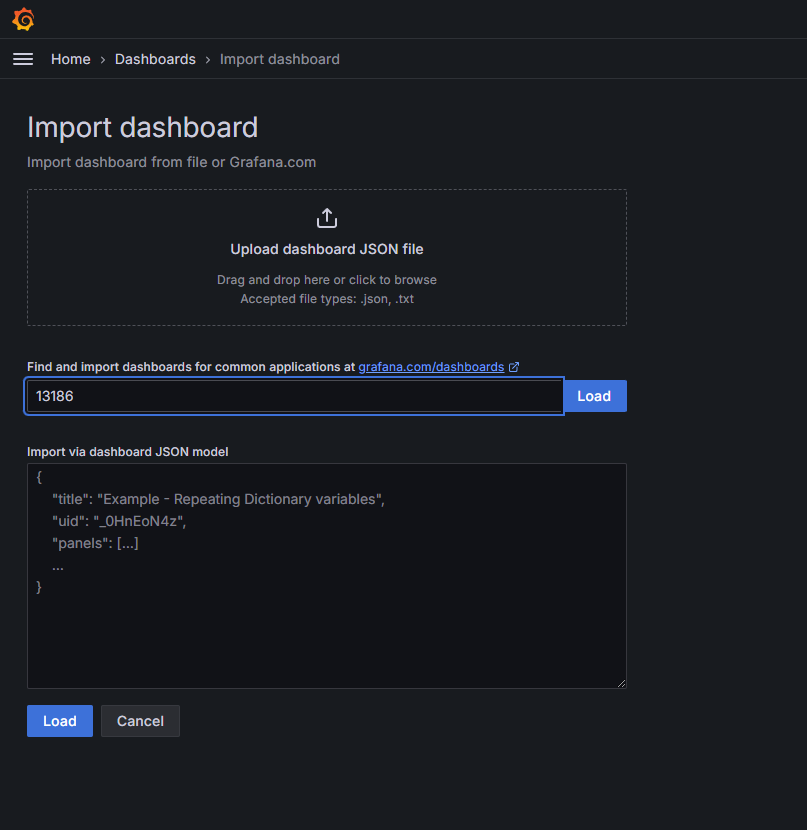 Home › Dashboards › Import dashboard
Import dashboard
Import dashboard from file or Grafana.com
Upload dashboard JSON file
Drag and drop here or click to browse
Accepted file types: .json, .txt
Find and import dashboards for common applications at grafana.com/dashboards
13186
Load
Import via dashboard JSON model
{
"title": "Example - Repeating Dictionary variables",
"uid": "_0HnEoN4z",
"panels": [...]
...
}
Load
Cancel